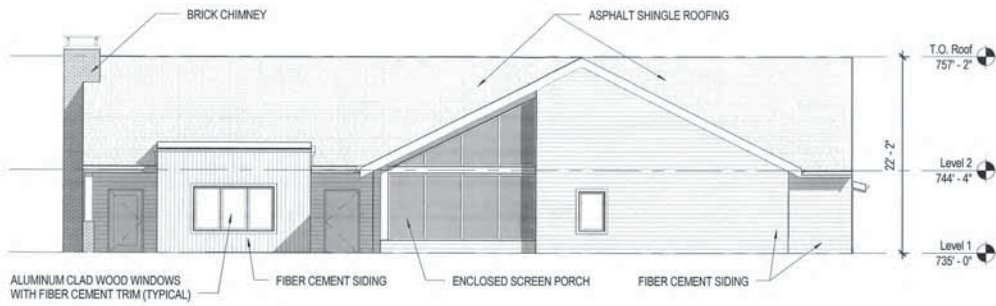 BRICK CHIMNEY
ASPHALT SHINGLE ROOFING
T.O. Roof
757' - 2"
22' - 2"
Level 2
744' - 4"
Level 1
735' - 0"
ALUMINUM CLAD WOOD WINDOWS
WITH FIBER CEMENT TRIM (TYPICAL)
FIBER CEMENT SIDING
ENCLOSED SCREEN PORCH
FIBER CEMENT SIDING